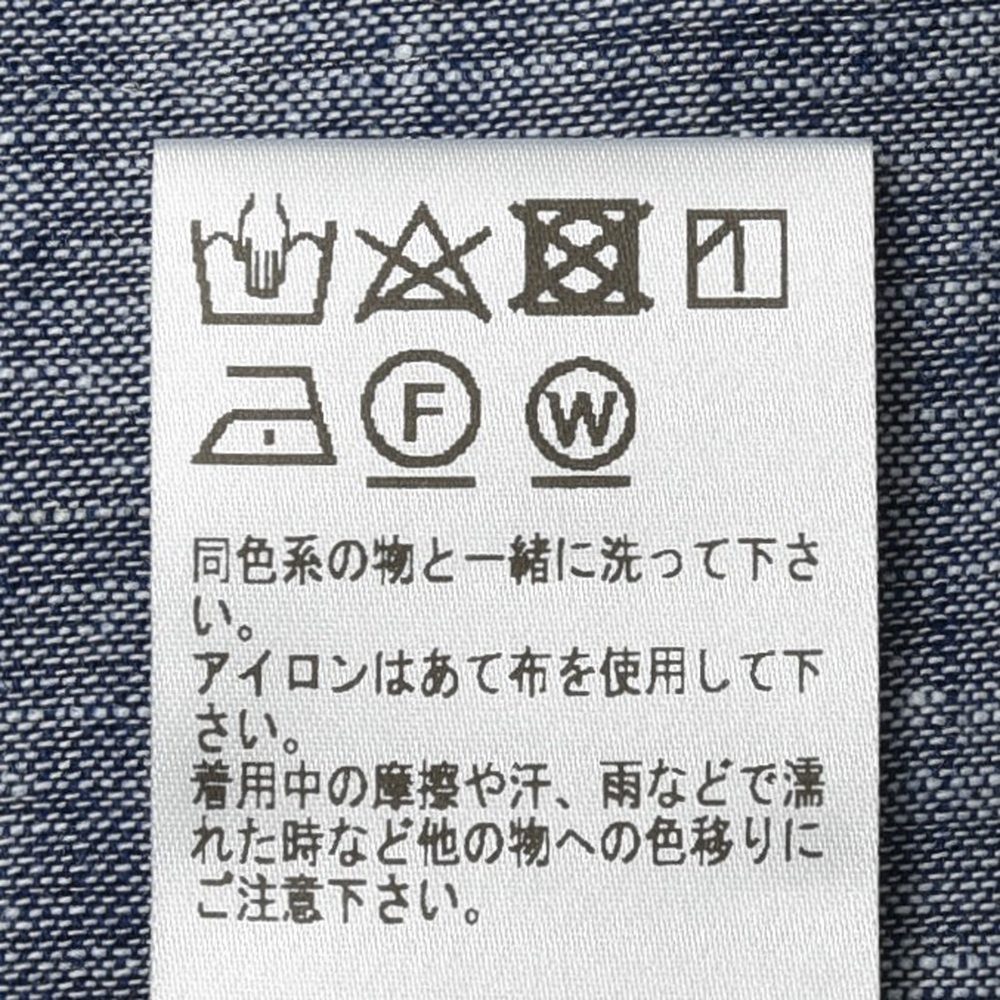 F W
同色系の物と一緒に洗って下さ
い。
アイロンはあて布を使用して下
さい。
着用中の摩擦や汗、雨などで濡
れた時など他の物への色移りに
ご注意下さい。